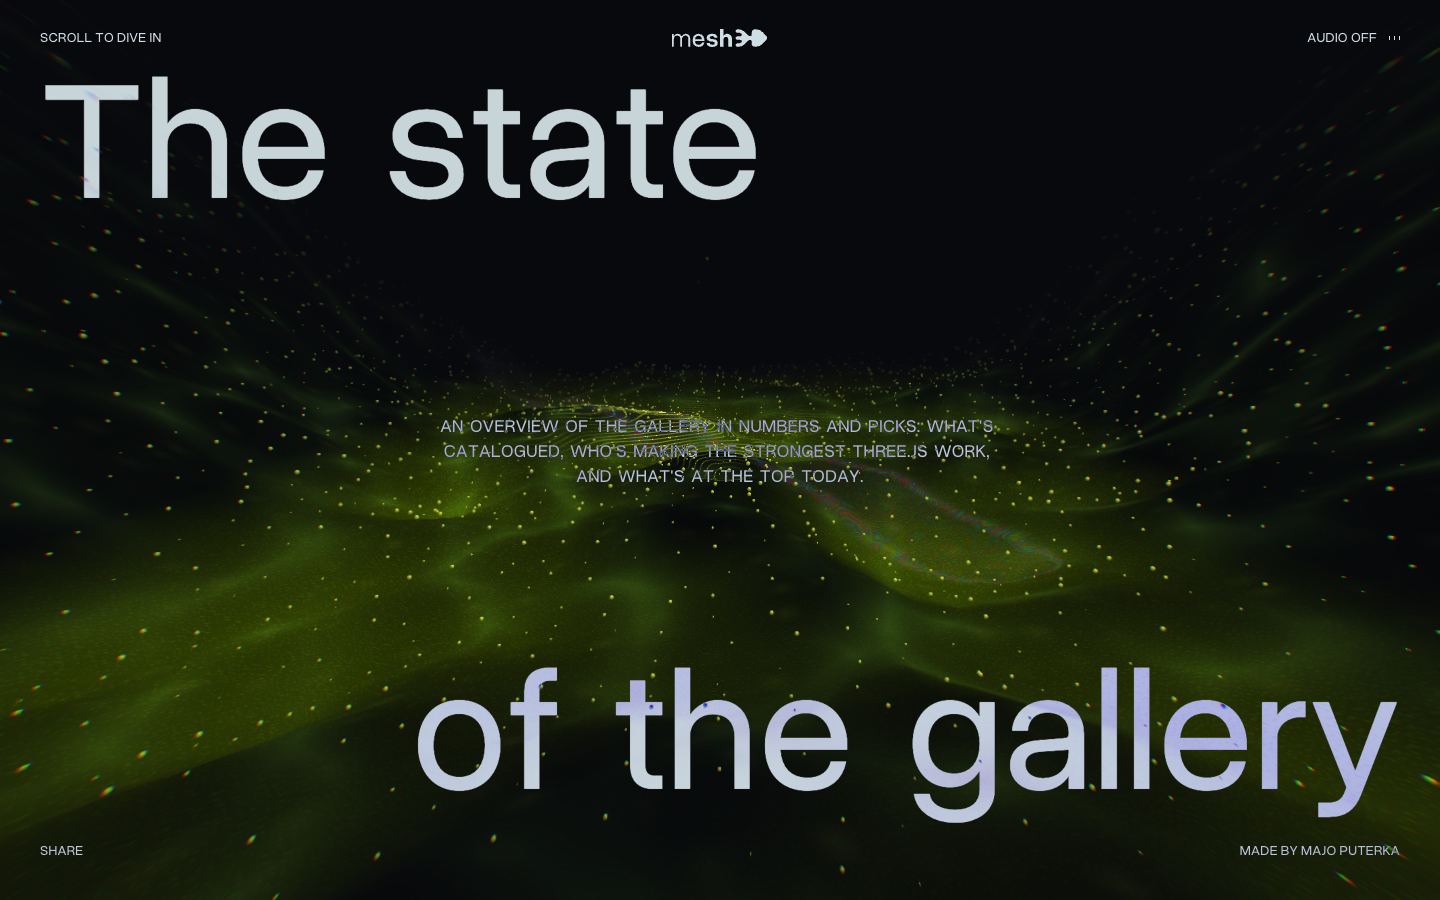 SCROLL TO DIVE IN
mesh
AUDIO OFF
The state
AN OVERVIEW OF THE GALLERY IN NUMBERS AND PICKS: WHAT'S
CATALOGUED, WHO'S MAKING THE STRONGEST THREE.JS WORK,
AND WHAT'S AT THE TOP TODAY.
of the gallery
SHARE
MADE BY MAJO PUTERKA